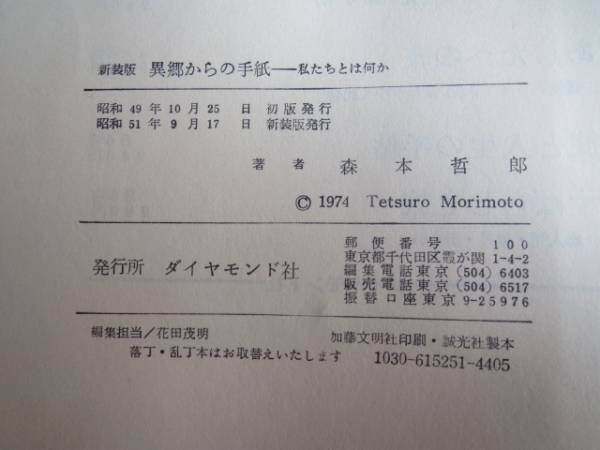 新装版 異郷からの手紙――私たちとは何か
昭和 49 年 10 月 25 日 初版発行
昭和 51 年 9 月 17 日 新装版発行
著者 森本哲郎
© 1974 Tetsuro Morimoto
発行所 ダイヤモンド社
郵便番号 100
東京都千代田区霞が関 1-4-2
編集電話東京 (504) 6403
販売電話東京 (504) 6517
振替口座東京 9-25976
編集担当/花田茂明
加藤文明社印刷・誠光社製本
落丁・乱丁本はお取替えいたします
1030-615251-4405